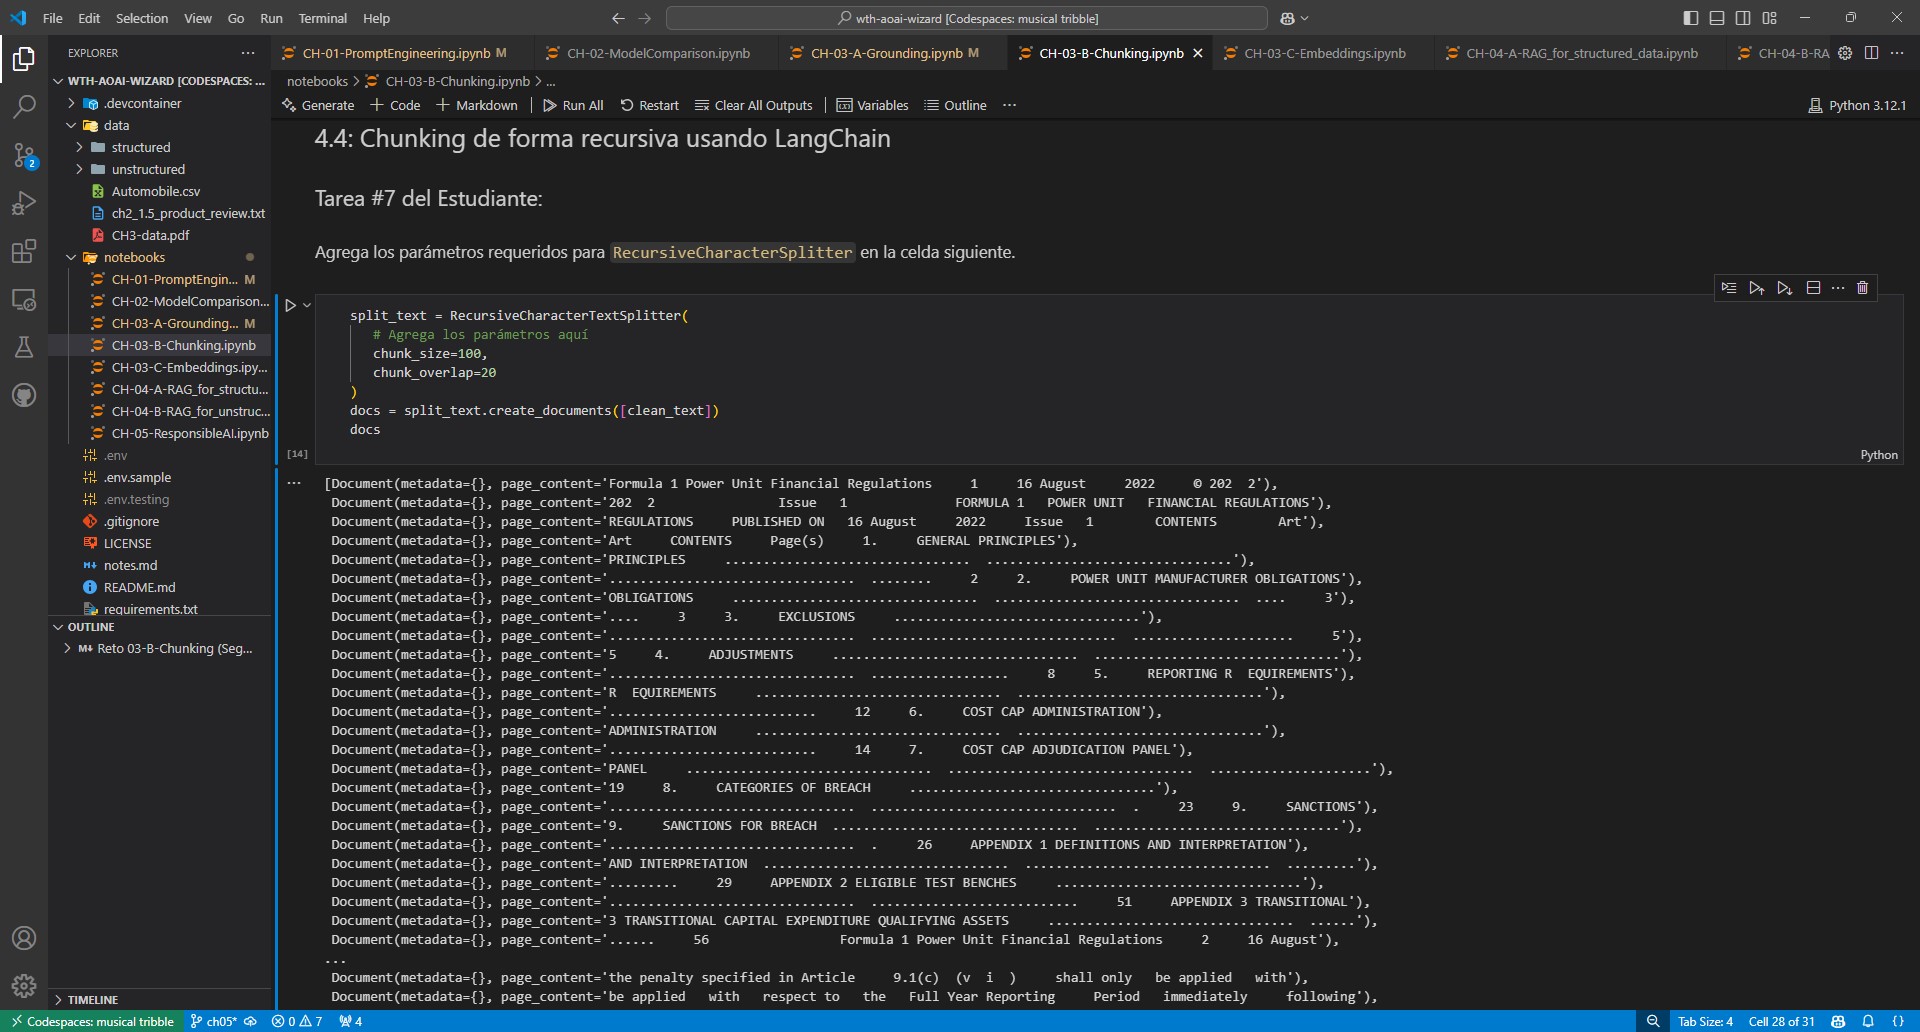 File Edit Selection View Go Run Terminal Help
wth-aoai-wizard [Codespaces: musical tribble]
EXPLORER
CH-01-PromptEngineering.ipynb M
CH-02-ModelComparison.ipynb
CH-03-A-Grounding.ipynb M
CH-03-B-Chunking.ipynb
CH-03-C-Embeddings.ipynb
CH-04-A-RAG_for_structured_data.ipynb
CH-04-B-RA
WTH-AOAI-WIZARD [CODESPACES: ...
.devcontainer
data
structured
unstructured
Automobile.csv
ch2_1.5_product_review.txt
CH3-data.pdf
notebooks
CH-01-PromptEngin... M
CH-02-ModelComparison...
CH-03-A-Grounding... M
CH-03-B-Chunking.ipynb
CH-03-C-Embeddings.ipy...
CH-04-A-RAG_for_structu...
CH-04-B-RAG_for_unstruc...
CH-05-ResponsibleAI.ipynb
.env
.env.sample
.env.testing
.gitignore
LICENSE
notes.md
README.md
requirements.txt
OUTLINE
Reto 03-B-Chunking (Seg...
TIMELINE
notebooks > CH-03-B-Chunking.ipynb > ...
Generate + Code + Markdown | Run All Restart Clear All Outputs | Variables Outline ...
Python 3.12.1
4.4: Chunking de forma recursiva usando LangChain
Tarea #7 del Estudiante:
Agrega los parámetros requeridos para RecursiveCharacterSplitter en la celda siguiente.
split_text = RecursiveCharacterTextSplitter(
# Agrega los parámetros aquí
chunk_size=100,
chunk_overlap=20
)
docs = split_text.create_documents([clean_text])
docs
[14]
Python
[Document(metadata={}, page_content='Formula 1 Power Unit Financial Regulations 1 16 August 2022 © 202 2'),
Document(metadata={}, page_content='202 2 Issue 1 FORMULA 1 POWER UNIT FINANCIAL REGULATIONS'),
Document(metadata={}, page_content='REGULATIONS PUBLISHED ON 16 August 2022 Issue 1 CONTENTS Art'),
Document(metadata={}, page_content='Art CONTENTS Page(s) 1. GENERAL PRINCIPLES'),
Document(metadata={}, page_content='PRINCIPLES ................................ ................................'),
Document(metadata={}, page_content='................................ ........ 2 2. POWER UNIT MANUFACTURER OBLIGATIONS'),
Document(metadata={}, page_content='OBLIGATIONS ................................ ................................ .... 3'),
Document(metadata={}, page_content='.... 3 3. EXCLUSIONS ................................'),
Document(metadata={}, page_content='................................ ................................ ..................... 5'),
Document(metadata={}, page_content='5 4. ADJUSTMENTS ................................ ................................'),
Document(metadata={}, page_content='................................ .................. 8 5. REPORTING R EQUIREMENTS'),
Document(metadata={}, page_content='R EQUIREMENTS ................................ ................................'),
Document(metadata={}, page_content='........................... 12 6. COST CAP ADMINISTRATION'),
Document(metadata={}, page_content='ADMINISTRATION ................................ ................................'),
Document(metadata={}, page_content='........................... 14 7. COST CAP ADJUDICATION PANEL'),
Document(metadata={}, page_content='PANEL ................................ ................................ .....................'),
Document(metadata={}, page_content='19 8. CATEGORIES OF BREACH ................................'),
Document(metadata={}, page_content='................................ ................................ . 23 9. SANCTIONS'),
Document(metadata={}, page_content='9. SANCTIONS FOR BREACH ................................ ................................'),
Document(metadata={}, page_content='................................ . 26 APPENDIX 1 DEFINITIONS AND INTERPRETATION'),
Document(metadata={}, page_content='AND INTERPRETATION ................................ ................................ .........'),
Document(metadata={}, page_content='......... 29 APPENDIX 2 ELIGIBLE TEST BENCHES ................................'),
Document(metadata={}, page_content='................................ ........................... 51 APPENDIX 3 TRANSITIONAL'),
Document(metadata={}, page_content='3 TRANSITIONAL CAPITAL EXPENDITURE QUALIFYING ASSETS ................................ ......'),
Document(metadata={}, page_content='...... 56 Formula 1 Power Unit Financial Regulations 2 16 August'),
...
Document(metadata={}, page_content='the penalty specified in Article 9.1(c) (v i ) shall only be applied with'),
Document(metadata={}, page_content='be applied with respect to the Full Year Reporting Period immediately following'),
2
Codespaces: musical tribble ch05* 0 7 4
Tab Size: 4 Cell 28 of 31